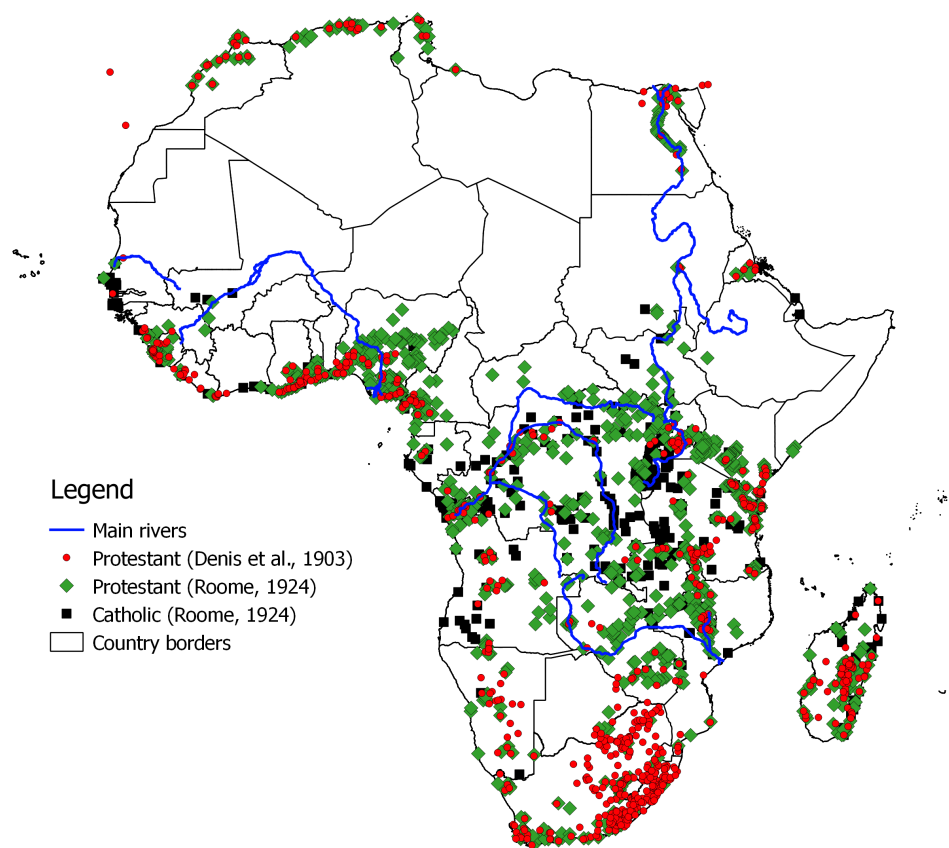 Legend
Main rivers
Protestant (Denis et al., 1903)
Protestant (Roome, 1924)
Catholic (Roome, 1924)
Country borders